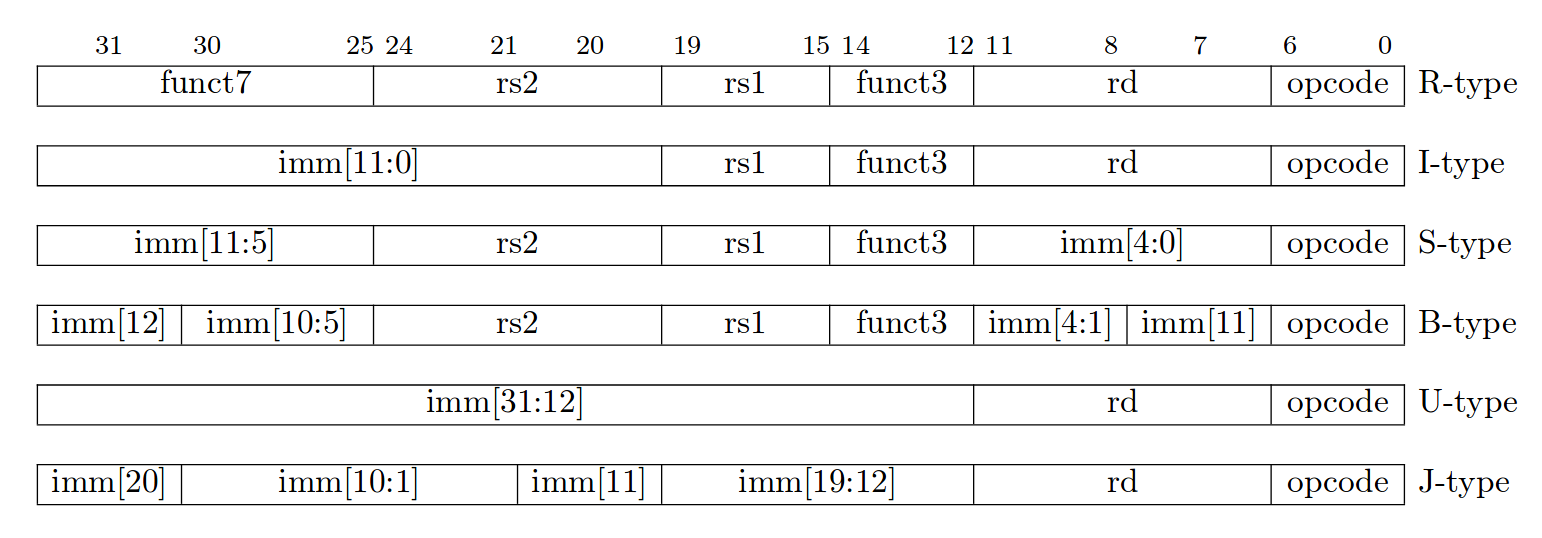 31 30 25 24 21 20 19 15 14 12 11 8 7 6 0
funct7 rs2 rs1 funct3 rd opcode R-type
imm[11:0] rs1 funct3 rd opcode I-type
imm[11:5] rs2 rs1 funct3 imm[4:0] opcode S-type
imm[12] imm[10:5] rs2 rs1 funct3 imm[4:1] imm[11] opcode B-type
imm[31:12] rd opcode U-type
imm[20] imm[10:1] imm[11] imm[19:12] rd opcode J-type